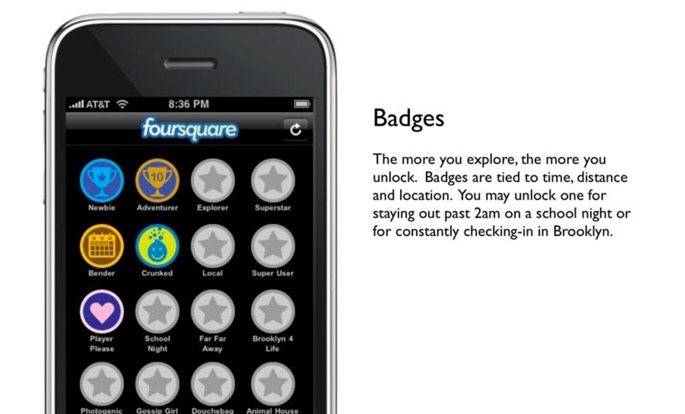 AT&T 8:36 PM
foursquare
10
Newbie Adventurer Explorer Superstar
Bender Crunked Local Super User
Player Please School Night Far Far Away Brooklyn 4 Life
Photogenic Gossip Girl Douchebag Animal House
Badges
The more you explore, the more you
unlock. Badges are tied to time, distance
and location. You may unlock one for
staying out past 2am on a school night or
for constantly checking-in in Brooklyn.